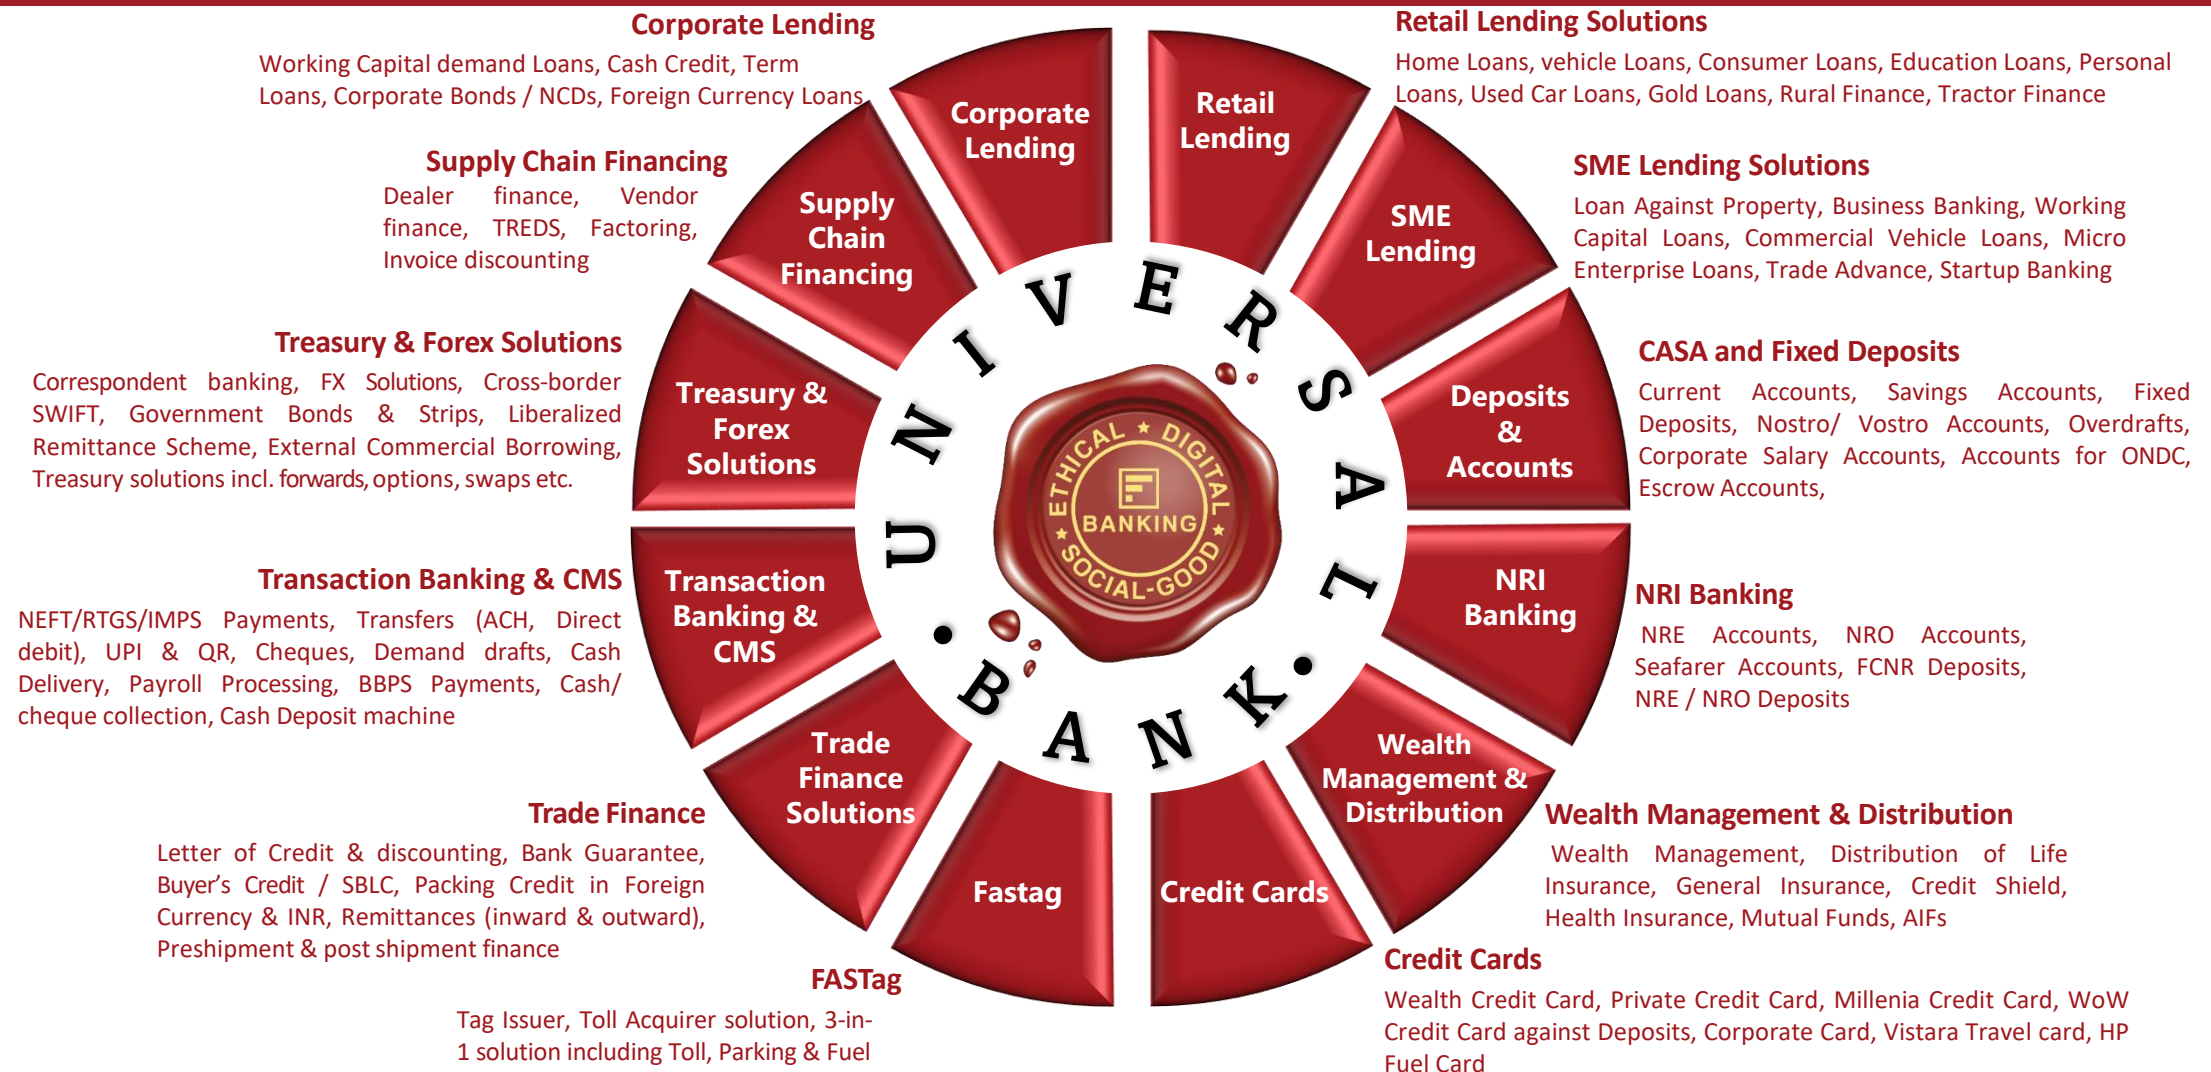 Corporate Lending
Working Capital demand Loans, Cash Credit, Term
Loans, Corporate Bonds / NCDs, Foreign Currency Loans
Supply Chain Financing
Dealer finance, Vendor
finance, TREDS, Factoring,
Invoice discounting
Treasury & Forex Solutions
Correspondent banking, FX Solutions, Cross-border
SWIFT, Government Bonds & Strips, Liberalized
Remittance Scheme, External Commercial Borrowing,
Treasury solutions incl. forwards, options, swaps etc.
Transaction Banking & CMS
NEFT/RTGS/IMPS Payments, Transfers (ACH, Direct
debit), UPI & QR, Cheques, Demand drafts, Cash
Delivery, Payroll Processing, BBPS Payments, Cash/
cheque collection, Cash Deposit machine
Trade Finance
Letter of Credit & discounting, Bank Guarantee,
Buyer's Credit / SBLC, Packing Credit in Foreign
Currency & INR, Remittances (inward & outward),
Preshipment & post shipment finance
FASTag
Tag Issuer, Toll Acquirer solution, 3-in-
1 solution including Toll, Parking & Fuel
Corporate
Lending
Retail
Lending
Supply
Chain
Financing
SME
Lending
Treasury &
Forex
Solutions
Deposits
&
Accounts
Transaction
Banking &
CMS
NRI
Banking
Trade
Finance
Solutions
Wealth
Management &
Distribution
Fastag
Credit Cards
UNIVERSAL
• BANK •
ETHICAL ★ DIGITAL
BANKING
★ SOCIAL-GOOD ★
Retail Lending Solutions
Home Loans, vehicle Loans, Consumer Loans, Education Loans, Personal
Loans, Used Car Loans, Gold Loans, Rural Finance, Tractor Finance
SME Lending Solutions
Loan Against Property, Business Banking, Working
Capital Loans, Commercial Vehicle Loans, Micro
Enterprise Loans, Trade Advance, Startup Banking
CASA and Fixed Deposits
Current Accounts, Savings Accounts, Fixed
Deposits, Nostro/ Vostro Accounts, Overdrafts,
Corporate Salary Accounts, Accounts for ONDC,
Escrow Accounts,
NRI Banking
NRE Accounts, NRO Accounts,
Seafarer Accounts, FCNR Deposits,
NRE / NRO Deposits
Wealth Management & Distribution
Wealth Management, Distribution of Life
Insurance, General Insurance, Credit Shield,
Health Insurance, Mutual Funds, AIFs
Credit Cards
Wealth Credit Card, Private Credit Card, Millenia Credit Card, WoW
Credit Card against Deposits, Corporate Card, Vistara Travel card, HP
Fuel Card